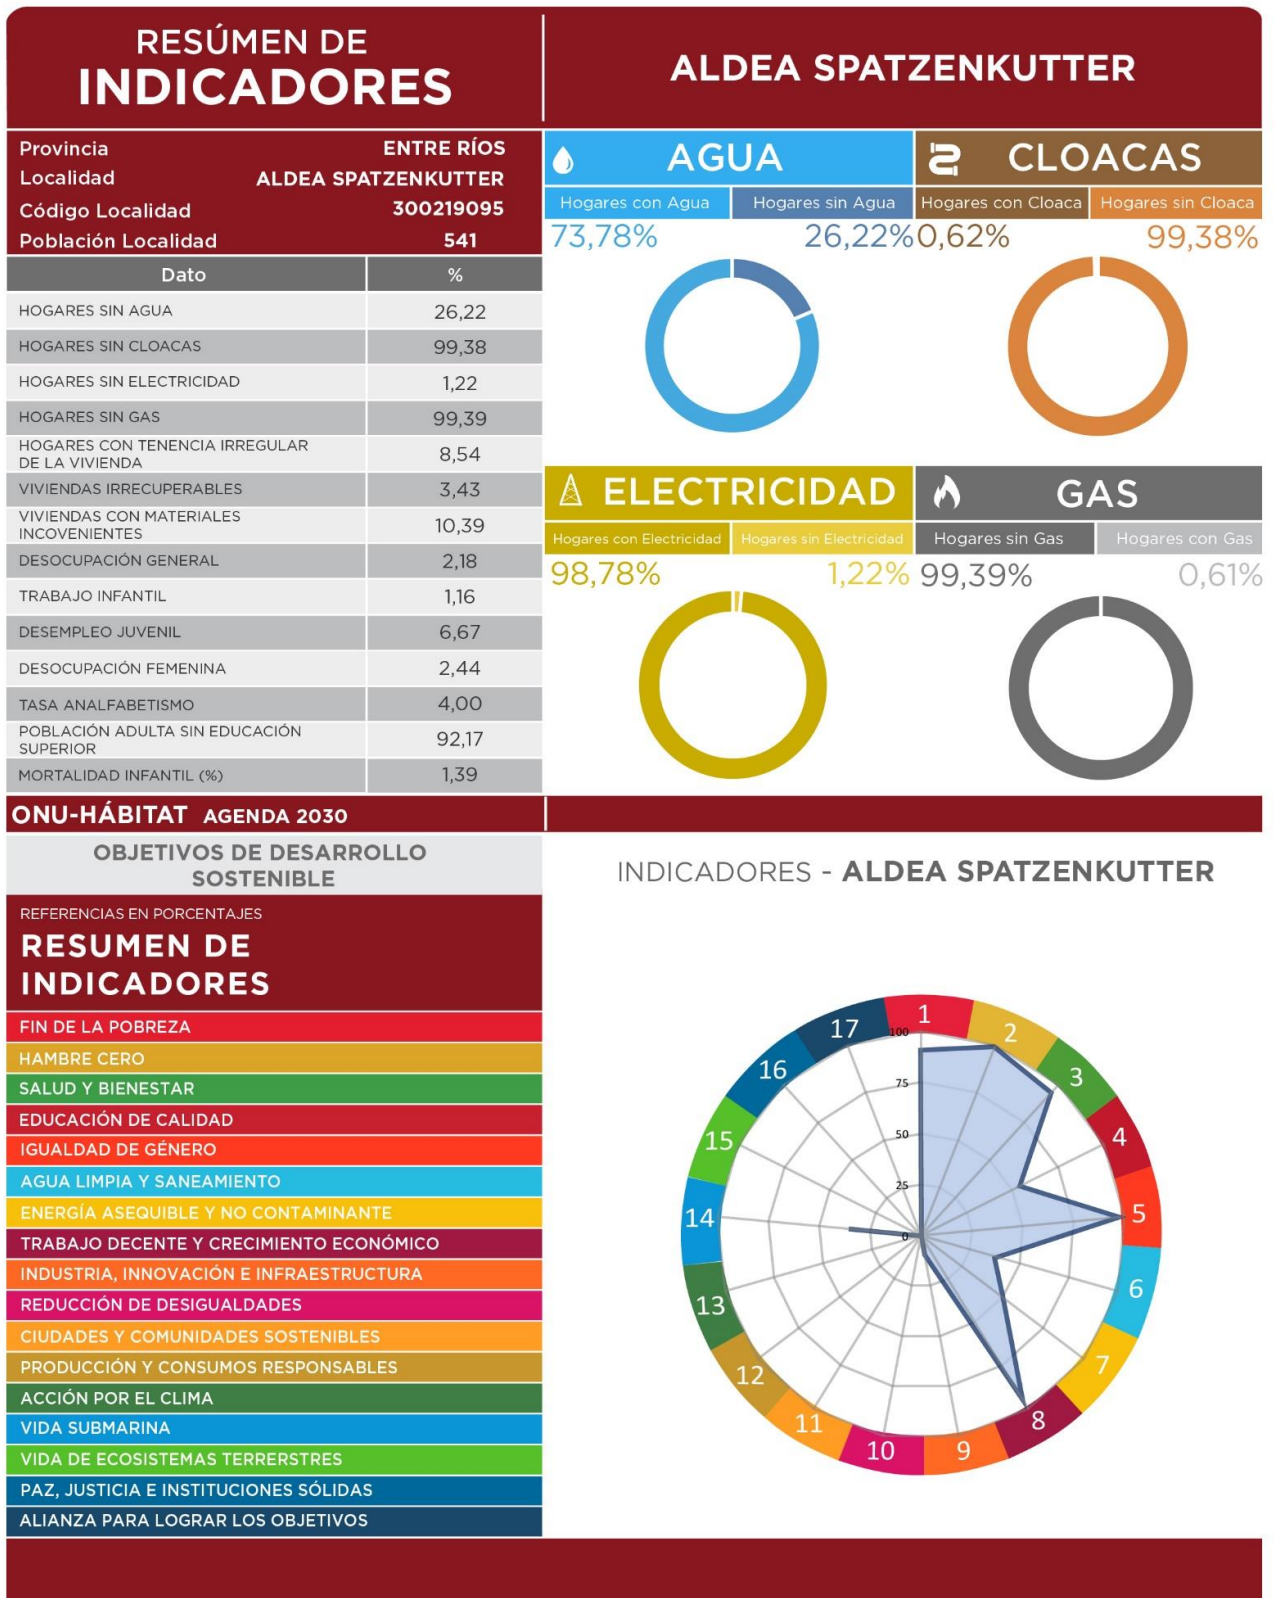 RESÚMEN DE
INDICADORES
ALDEA SPATZENKUTTER
Provincia ENTRE RÍOS
Localidad ALDEA SPATZENKUTTER
Código Localidad 300219095
Población Localidad 541
Dato %
HOGARES SIN AGUA 26,22
HOGARES SIN CLOACAS 99,38
HOGARES SIN ELECTRICIDAD 1,22
HOGARES SIN GAS 99,39
HOGARES CON TENENCIA IRREGULAR
DE LA VIVIENDA 8,54
VIVIENDAS IRRECUPERABLES 3,43
VIVIENDAS CON MATERIALES
INCOVENIENTES 10,39
DESOCUPACIÓN GENERAL 2,18
TRABAJO INFANTIL 1,16
DESEMPLEO JUVENIL 6,67
DESOCUPACIÓN FEMENINA 2,44
TASA ANALFABETISMO 4,00
POBLACIÓN ADULTA SIN EDUCACIÓN
SUPERIOR 92,17
MORTALIDAD INFANTIL (%) 1,39
AGUA
Hogares con Agua Hogares sin Agua
73,78% 26,22%
CLOACAS
Hogares con Cloaca Hogares sin Cloaca
0,62% 99,38%
ELECTRICIDAD
Hogares con Electricidad Hogares sin Electricidad
98,78% 1,22%
GAS
Hogares sin Gas Hogares con Gas
99,39% 0,61%
ONU-HÁBITAT AGENDA 2030
OBJETIVOS DE DESARROLLO
SOSTENIBLE
REFERENCIAS EN PORCENTAJES
RESUMEN DE
INDICADORES
FIN DE LA POBREZA
HAMBRE CERO
SALUD Y BIENESTAR
EDUCACIÓN DE CALIDAD
IGUALDAD DE GÉNERO
AGUA LIMPIA Y SANEAMIENTO
ENERGÍA ASEQUIBLE Y NO CONTAMINANTE
TRABAJO DECENTE Y CRECIMIENTO ECONÓMICO
INDUSTRIA, INNOVACIÓN E INFRAESTRUCTURA
REDUCCIÓN DE DESIGUALDADES
CIUDADES Y COMUNIDADES SOSTENIBLES
PRODUCCIÓN Y CONSUMOS RESPONSABLES
ACCIÓN POR EL CLIMA
VIDA SUBMARINA
VIDA DE ECOSISTEMAS TERRERSTRES
PAZ, JUSTICIA E INSTITUCIONES SÓLIDAS
ALIANZA PARA LOGRAR LOS OBJETIVOS
INDICADORES - ALDEA SPATZENKUTTER
1
2
3
4
5
6
7
8
9
10
11
12
13
14
15
16
17
100
75
50
25
0